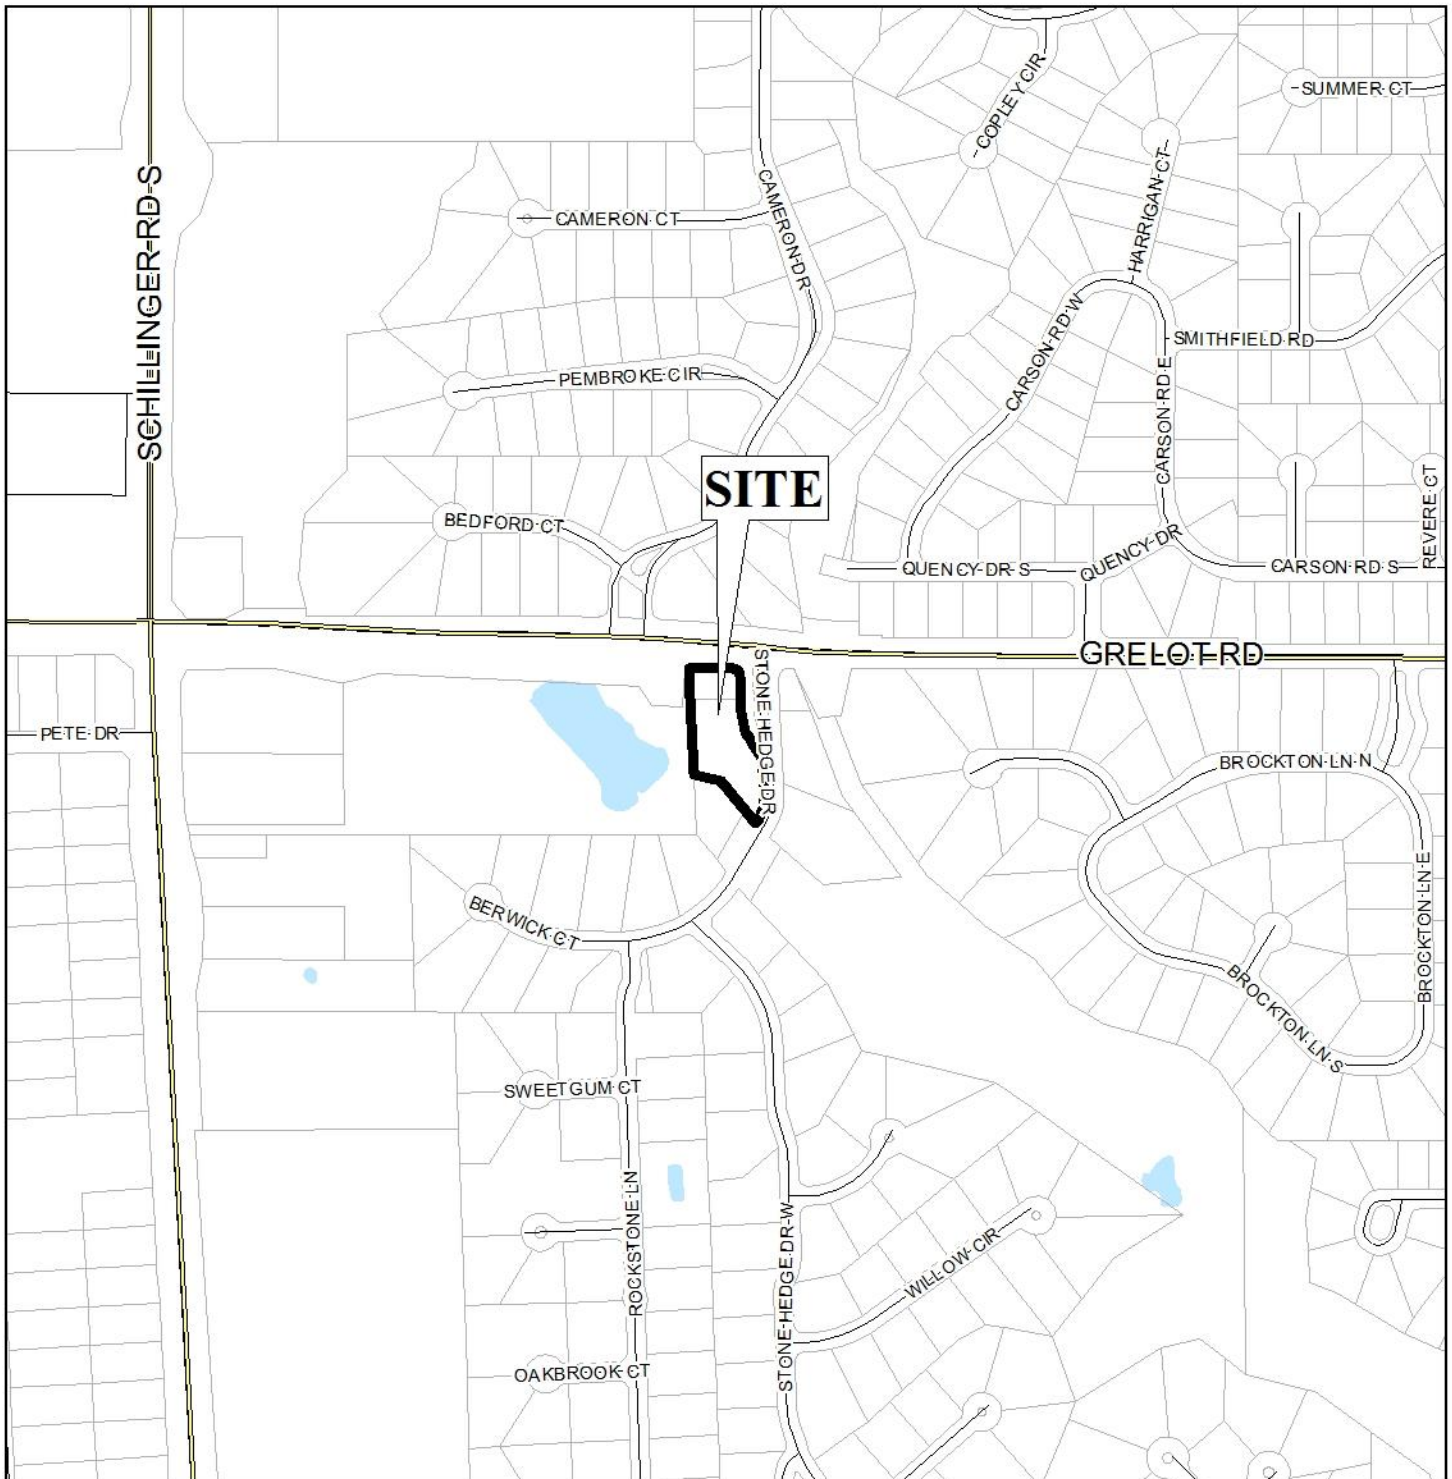 SUMMER CT
COPLEY CIR
HARRIGAN CT
CAMERON CT
CAMERON DR
SCHILLINGER RD S
CARSON RD W
SMITHFIELD RD
PEMBROKE CIR
CARSON RD E
SITE
BEDFORD CT
REVERE CT
QUENCY DR
QUENCY DR S
CARSON RD S
GRELOT RD
STONE HEDGE DR
PETE DR
BROCKTON LN N
BERWICK CT
BROCKTON LN E
BROCKTON LN S
SWEETGUM CT
ROCKSTONE LN
STONE HEDGE DR W
WILLOW CIR
OAKBROOK CT